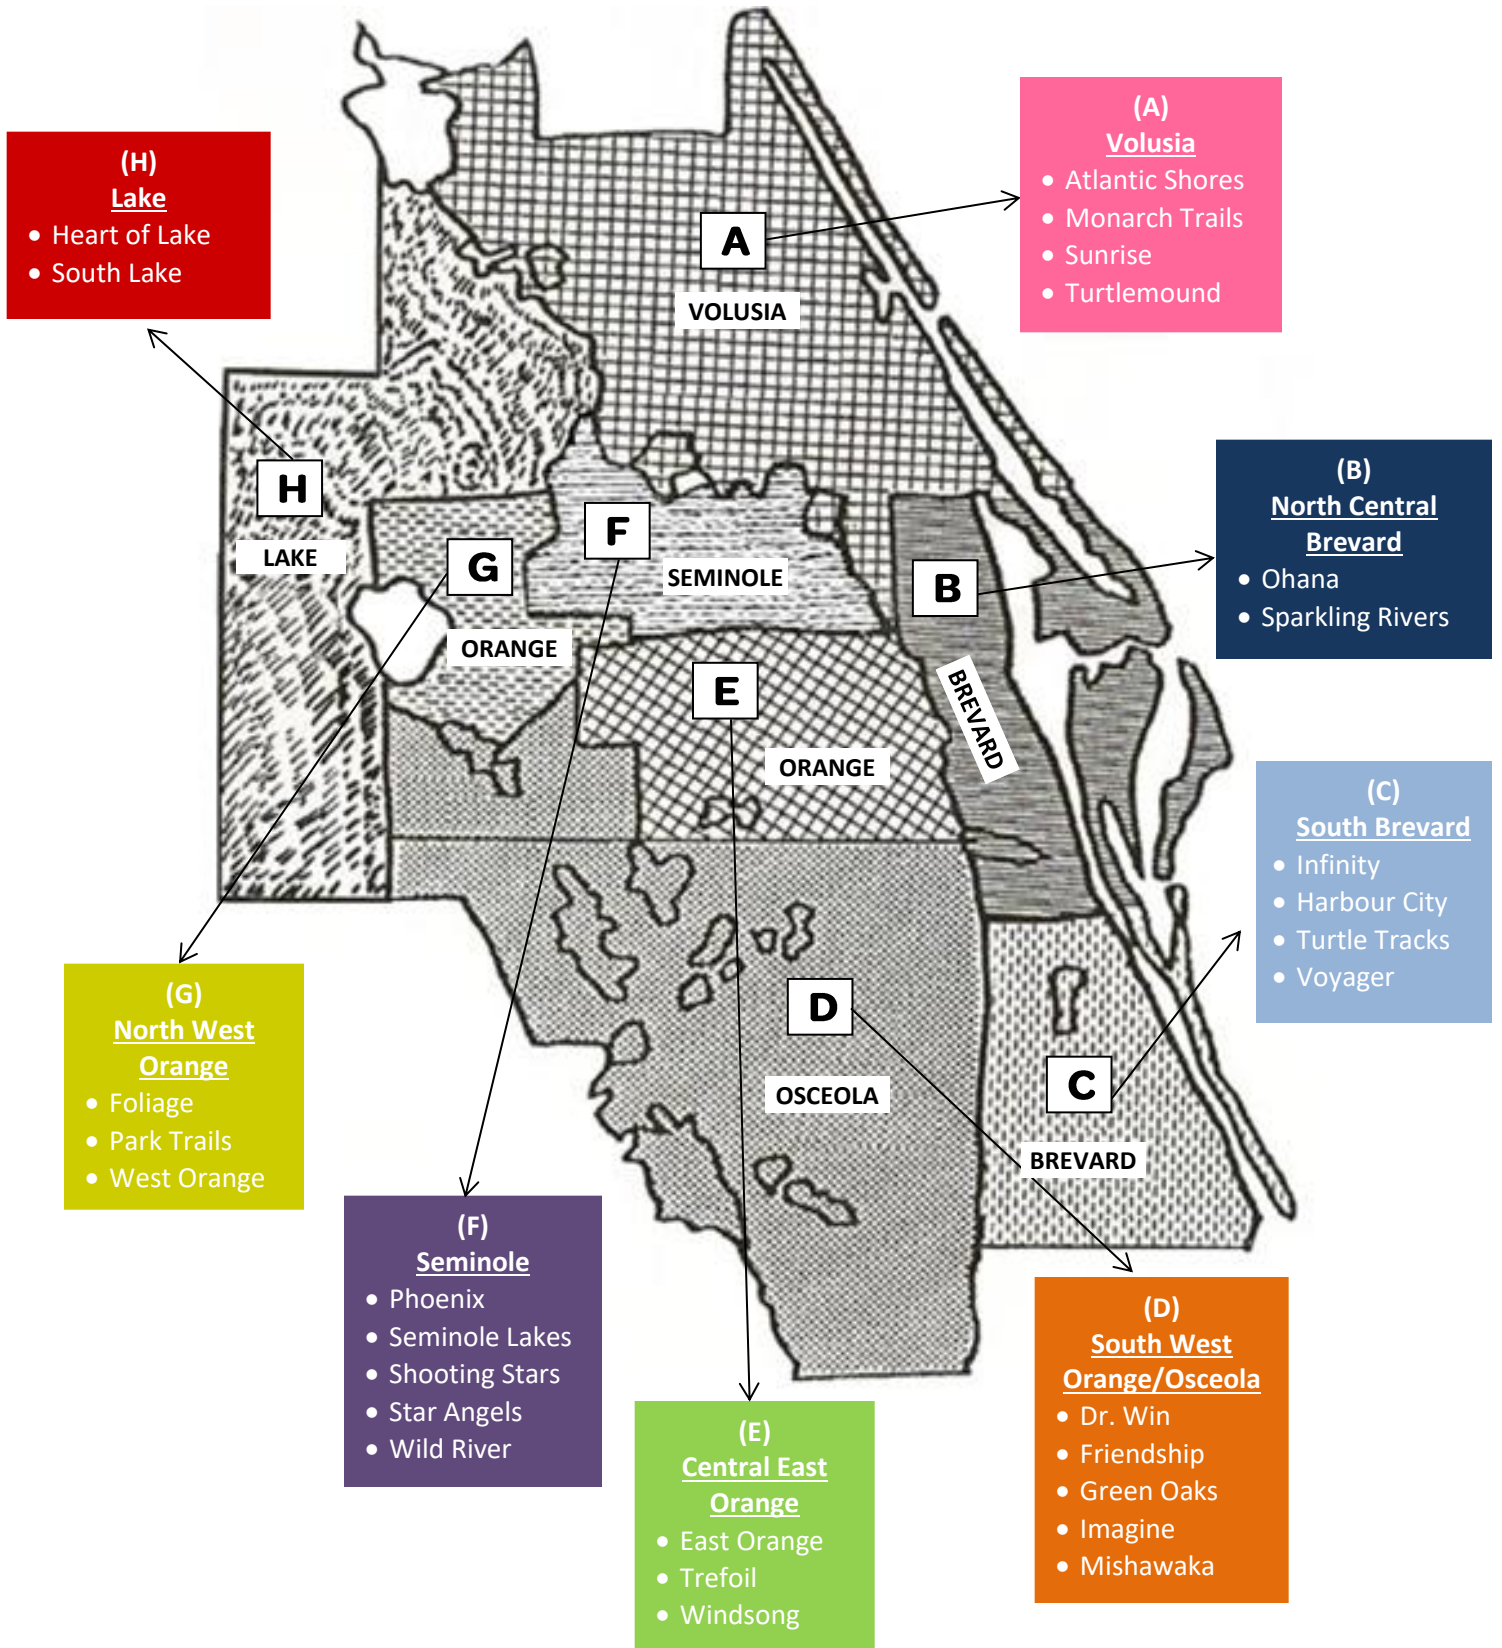 (A)
Volusia
• Atlantic Shores
• Monarch Trails
• Sunrise
• Turtlemound
(H)
Lake
• Heart of Lake
• South Lake
A
VOLUSIA
(B)
North Central
Brevard
• Ohana
• Sparkling Rivers
H
LAKE
F
SEMINOLE
G
ORANGE
B
BREVARD
E
ORANGE
(C)
South Brevard
• Infinity
• Harbour City
• Turtle Tracks
• Voyager
D
OSCEOLA
C
BREVARD
(G)
North West
Orange
• Foliage
• Park Trails
• West Orange
(F)
Seminole
• Phoenix
• Seminole Lakes
• Shooting Stars
• Star Angels
• Wild River
(E)
Central East
Orange
• East Orange
• Trefoil
• Windsong
(D)
South West
Orange/Osceola
• Dr. Win
• Friendship
• Green Oaks
• Imagine
• Mishawaka